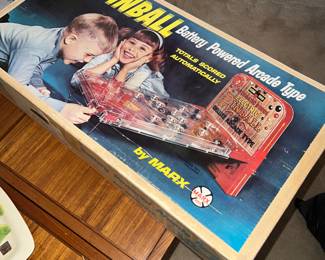 NBALL
Battery Powered Arcade Type
TOTALS SCORED
AUTOMATICALLY
by MARX